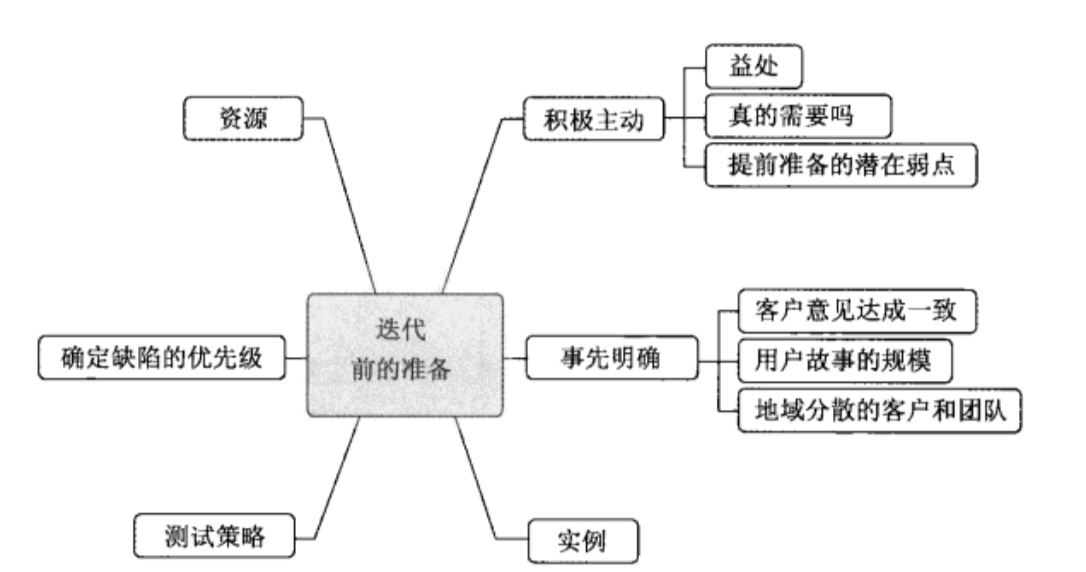 益处
资源
积极主动
真的需要吗
提前准备的潜在弱点
迭代
前的准备
客户意见达成一致
确定缺陷的优先级
事先明确
用户故事的规模
地域分散的客户和团队
测试策略
实例